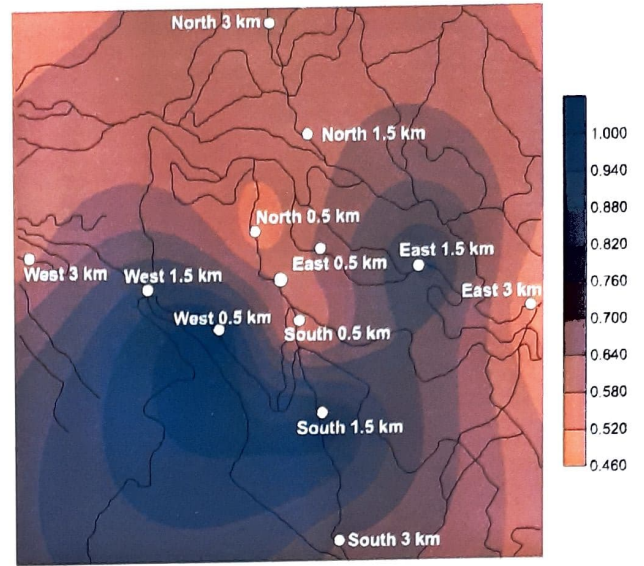 North 3 km
North 1.5 km
North 0.5 km
East 0.5 km
East 1.5 km
West 3 km
West 1.5 km
East 3 km
West 0.5 km
South 0.5 km
South 1.5 km
South 3 km
1.000
0.940
0.880
0.820
0.760
0.700
0.640
0.580
0.520
0.460